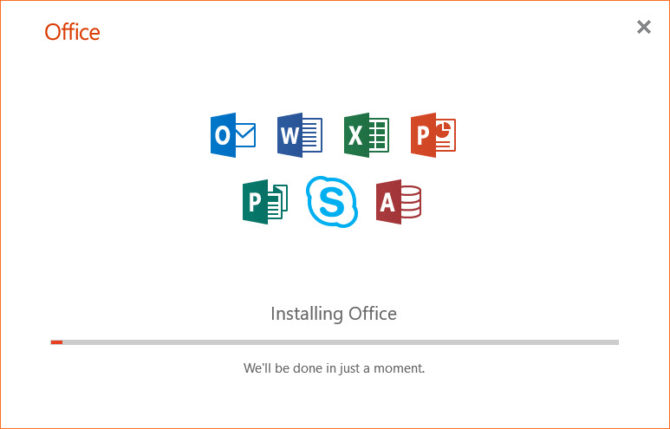 Office
O W X P
P S A
Installing Office
We'll be done in just a moment.